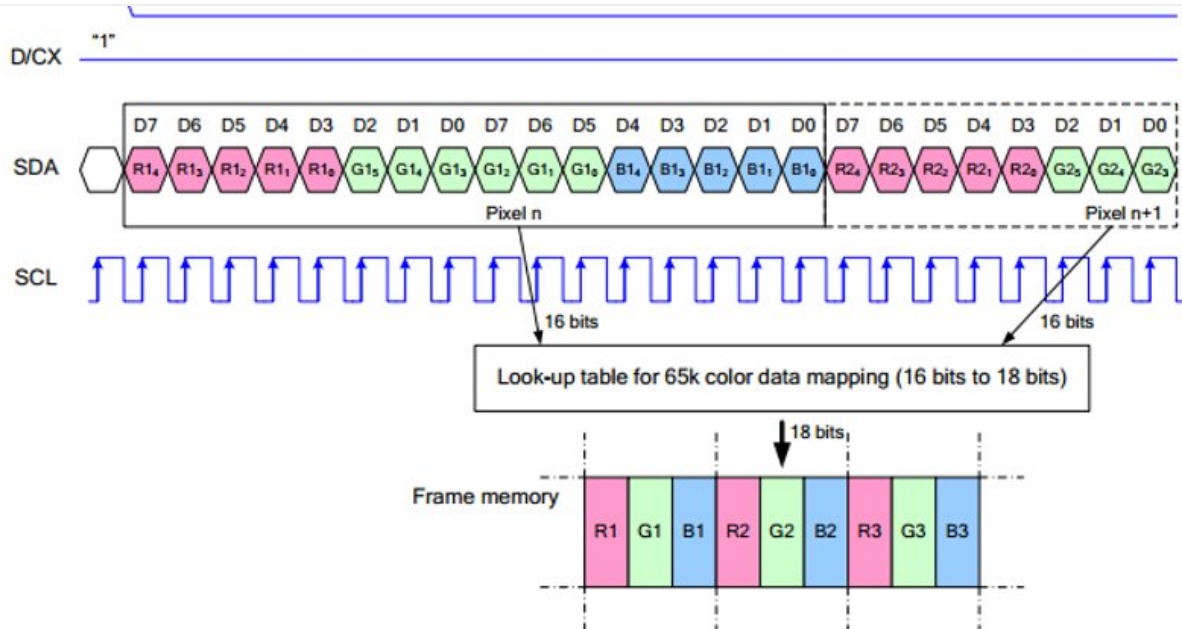 "1"
D/CX
D7 D6 D5 D4 D3 D2 D1 D0 D7 D6 D5 D4 D3 D2 D1 D0 D7 D6 D5 D4 D3 D2 D1 D0
SDA R1₄ R1₃ R1₂ R1₁ R1₀ G1₅ G1₄ G1₃ G1₂ G1₁ G1₀ B1₄ B1₃ B1₂ B1₁ B1₀ R2₄ R2₃ R2₂ R2₁ R2₀ G2₅ G2₄ G2₃
Pixel n Pixel n+1
SCL
16 bits 16 bits
Look-up table for 65k color data mapping (16 bits to 18 bits)
18 bits
Frame memory
R1 G1 B1 R2 G2 B2 R3 G3 B3